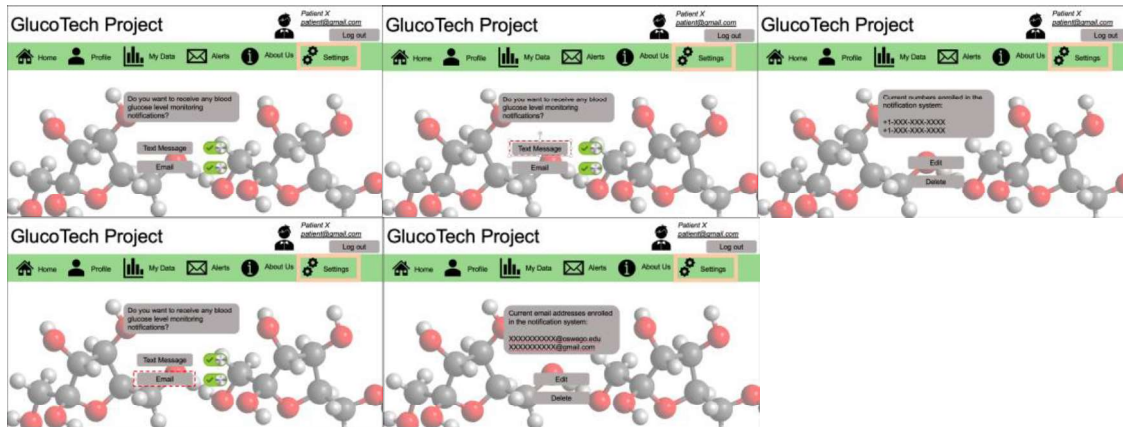 GlucoTech Project
Patient X
patient@gmail.com
Log out
Home Profile My Data Alerts About Us Settings
Do you want to receive any blood
glucose level monitoring
notifications?
Text Message
Email
GlucoTech Project
Patient X
patient@gmail.com
Log out
Home Profile My Data Alerts About Us Settings
Do you want to receive any blood
glucose level monitoring
notifications?
Text Message
Email
GlucoTech Project
Patient X
patient@gmail.com
Log out
Home Profile My Data Alerts About Us Settings
Current numbers enrolled in the
notification system:
+1-XXX-XXX-XXXX
+1-XXX-XXX-XXXX
Edit
Delete
GlucoTech Project
Patient X
patient@gmail.com
Log out
Home Profile My Data Alerts About Us Settings
Do you want to receive any blood
glucose level monitoring
notifications?
Text Message
Email
GlucoTech Project
Patient X
patient@gmail.com
Log out
Home Profile My Data Alerts About Us Settings
Current email addresses enrolled
in the notification system:
XXXXXXXXXX@oswego.edu
XXXXXXXXXX@gmail.com
Edit
Delete